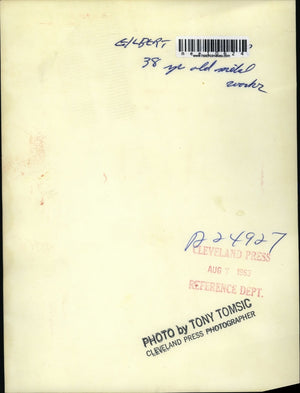 GILBERT
38 yr old metal
worker
A 24927
CLEVELAND PRESS
AUG 7 1963
REFERENCE DEPT.
PHOTO by TONY TOMSIC
CLEVELAND PRESS PHOTOGRAPHER